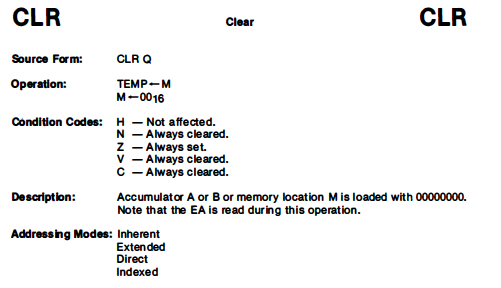 CLR Clear CLR
Source Form: CLR Q
Operation: TEMP←M
M←00₁₆
Condition Codes: H — Not affected.
N — Always cleared.
Z — Always set.
V — Always cleared.
C — Always cleared.
Description: Accumulator A or B or memory location M is loaded with 00000000.
Note that the EA is read during this operation.
Addressing Modes: Inherent
Extended
Direct
Indexed